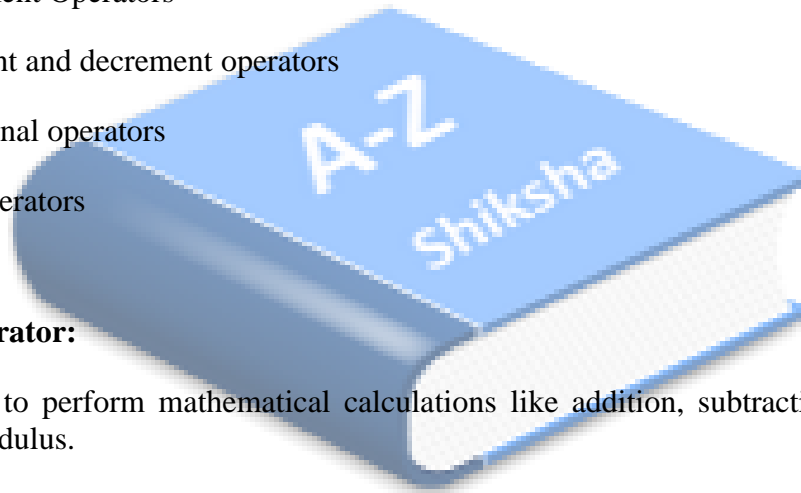 ent Operators
A-Z
nt and decrement operators
nal operators
Shiksha
erators
rator:
to perform mathematical calculations like addition, subtracti
dulus.